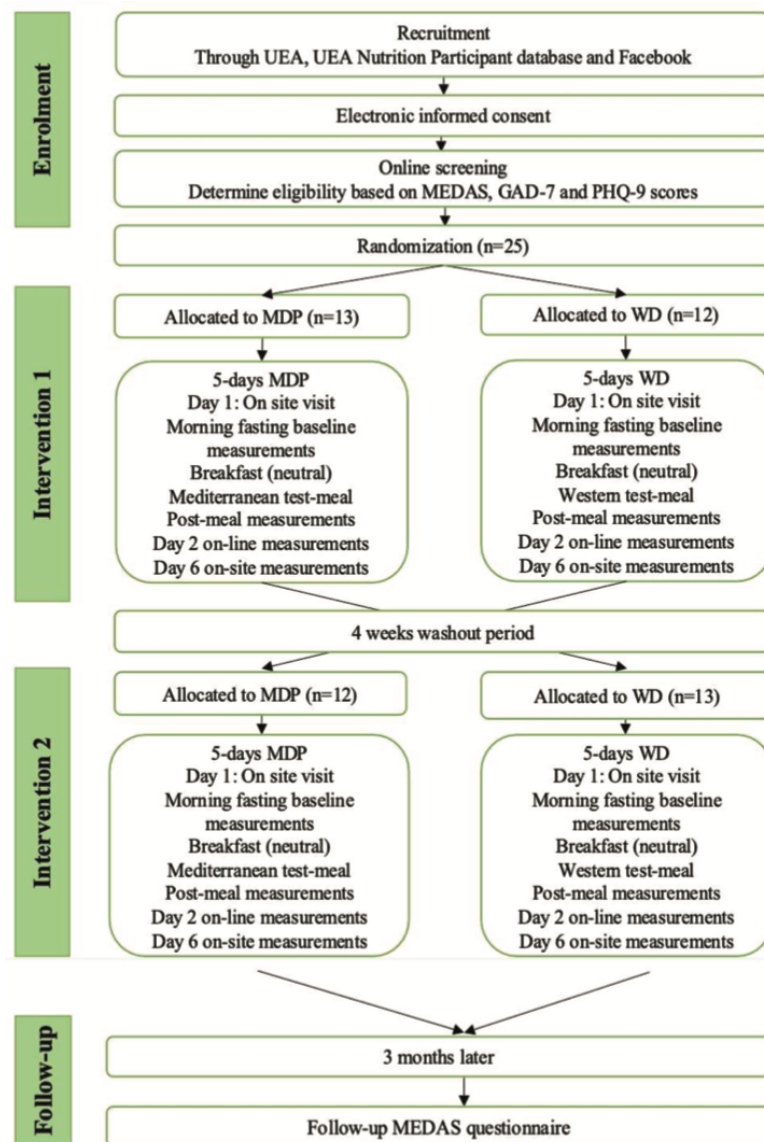 Enrolment
Recruitment
Through UEA, UEA Nutrition Participant database and Facebook
Electronic informed consent
Online screening
Determine eligibility based on MEDAS, GAD-7 and PHQ-9 scores
Randomization (n=25)
Intervention 1
Allocated to MDP (n=13)
Allocated to WD (n=12)
5-days MDP
Day 1: On site visit
Morning fasting baseline
measurements
Breakfast (neutral)
Mediterranean test-meal
Post-meal measurements
Day 2 on-line measurements
Day 6 on-site measurements
5-days WD
Day 1: On site visit
Morning fasting baseline
measurements
Breakfast (neutral)
Western test-meal
Post-meal measurements
Day 2 on-line measurements
Day 6 on-site measurements
4 weeks washout period
Intervention 2
Allocated to MDP (n=12)
Allocated to WD (n=13)
5-days MDP
Day 1: On site visit
Morning fasting baseline
measurements
Breakfast (neutral)
Mediterranean test-meal
Post-meal measurements
Day 2 on-line measurements
Day 6 on-site measurements
5-days WD
Day 1: On site visit
Morning fasting baseline
measurements
Breakfast (neutral)
Western test-meal
Post-meal measurements
Day 2 on-line measurements
Day 6 on-site measurements
Follow-up
3 months later
Follow-up MEDAS questionnaire